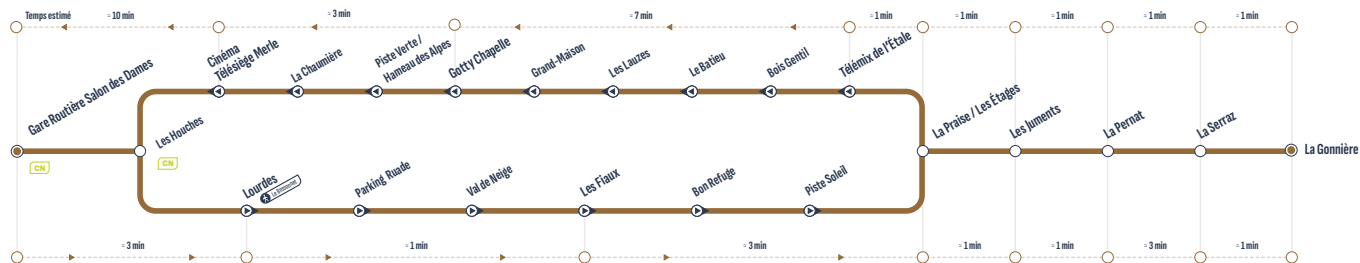 Temps estimé
≈ 10 min
≈ 3 min
≈ 7 min
≈ 1 min
≈ 1 min
≈ 1 min
≈ 1 min
≈ 1 min
Gare Routière Salon des Dames
CN
Les Houches
CN
Cinéma
Télésiège Merle
La Chaumière
Piste Verte /
Hameau des Alpes
Gotty Chapelle
Grand-Maison
Les Lauzes
Le Batieu
Bois Gentil
Télémix de l'Étale
La Praise / Les Étages
Les Juments
La Pernat
La Serraz
La Gonnière
Lourdes
Parking Ruade
Val de Neige
Les Fiaux
Bon Refuge
Piste Soleil
≈ 3 min
≈ 1 min
≈ 3 min
≈ 1 min
≈ 1 min
≈ 3 min
≈ 1 min